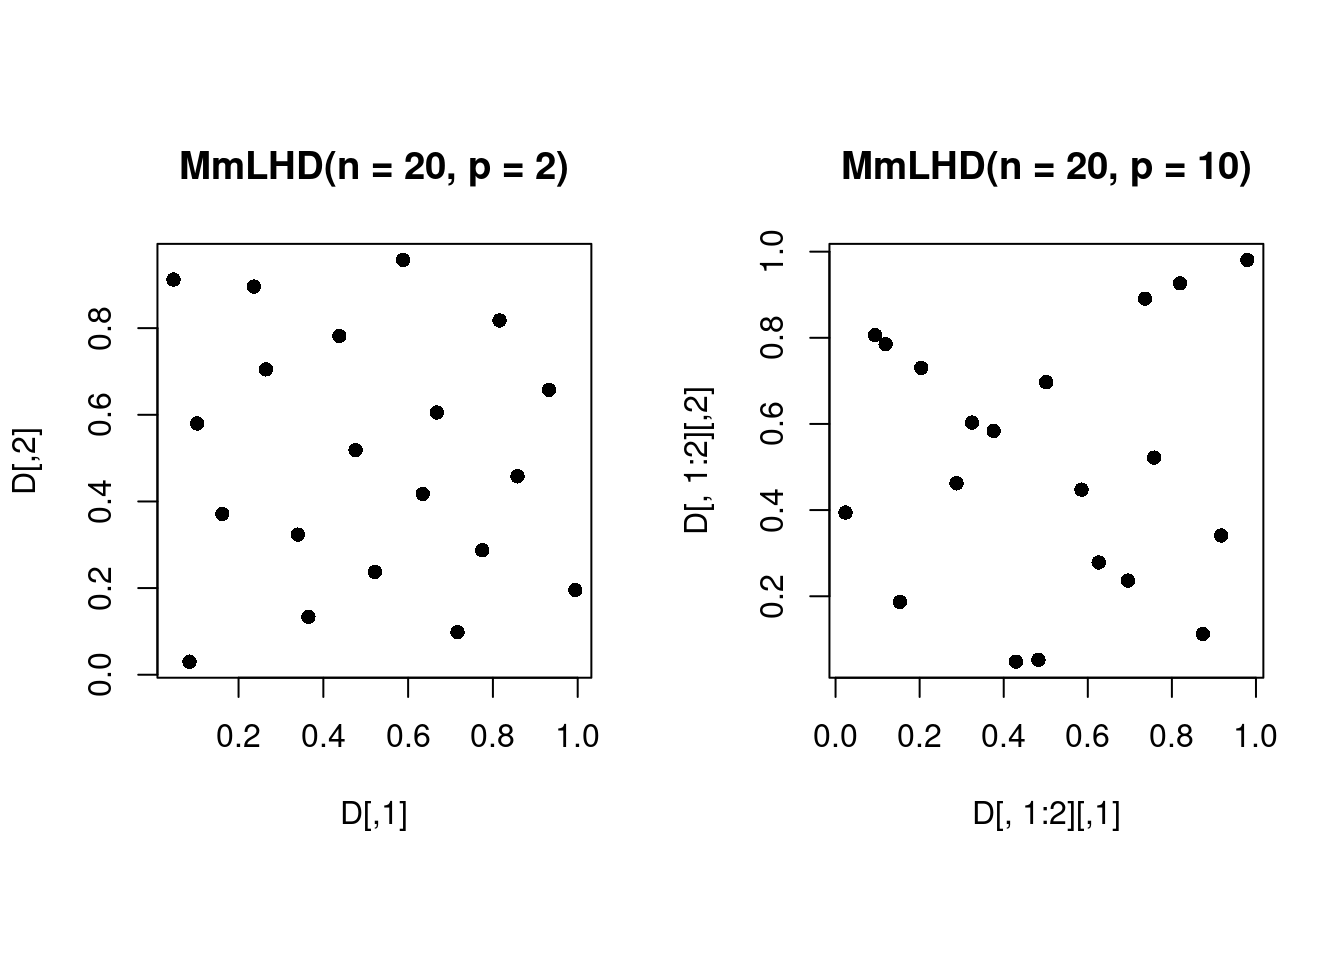 MmLHD(n = 20, p = 2)
D[,2]
0.0 0.2 0.4 0.6 0.8
0.2 0.4 0.6 0.8 1.0
D[,1]
MmLHD(n = 20, p = 10)
D[, 1:2][,2]
0.2 0.4 0.6 0.8 1.0
0.0 0.2 0.4 0.6 0.8 1.0
D[, 1:2][,1]